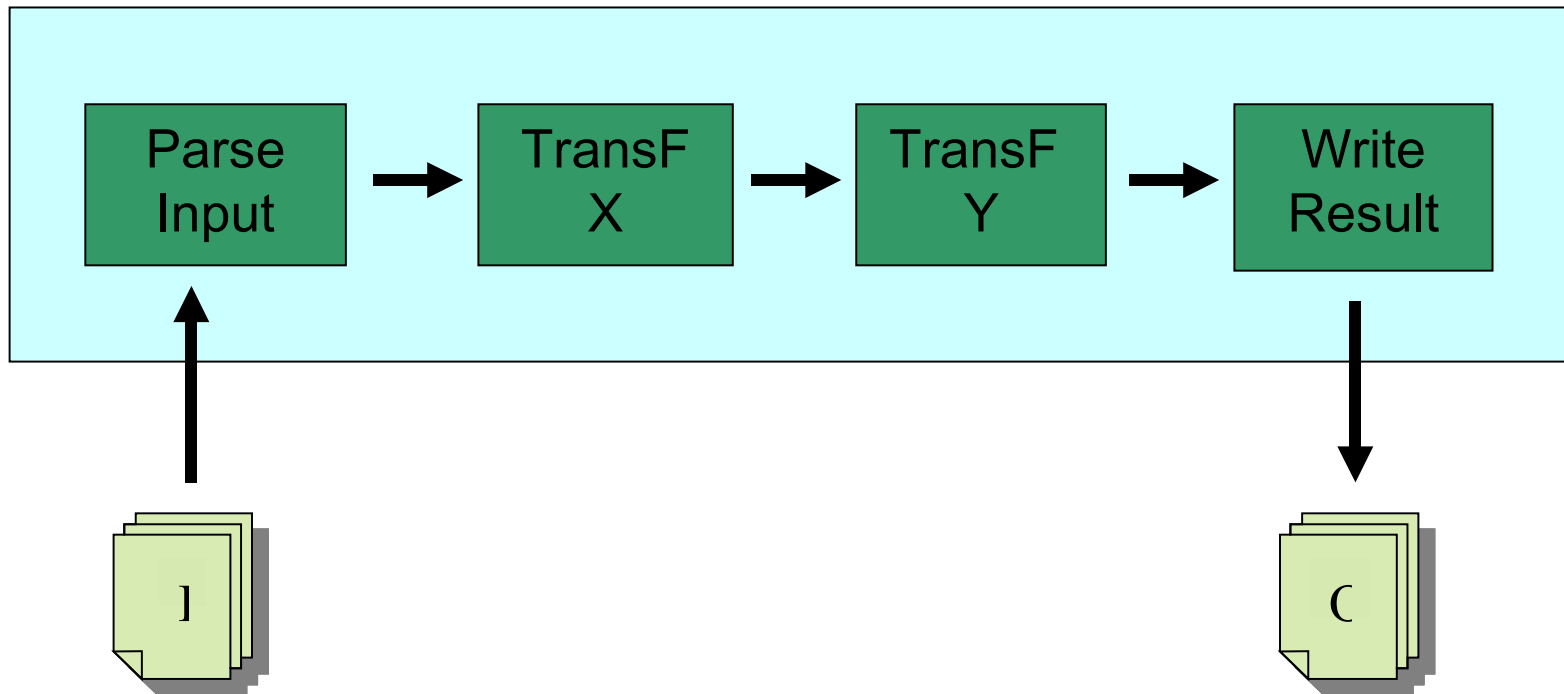 Parse
Input
TransF
X
TransF
Y
Write
Result